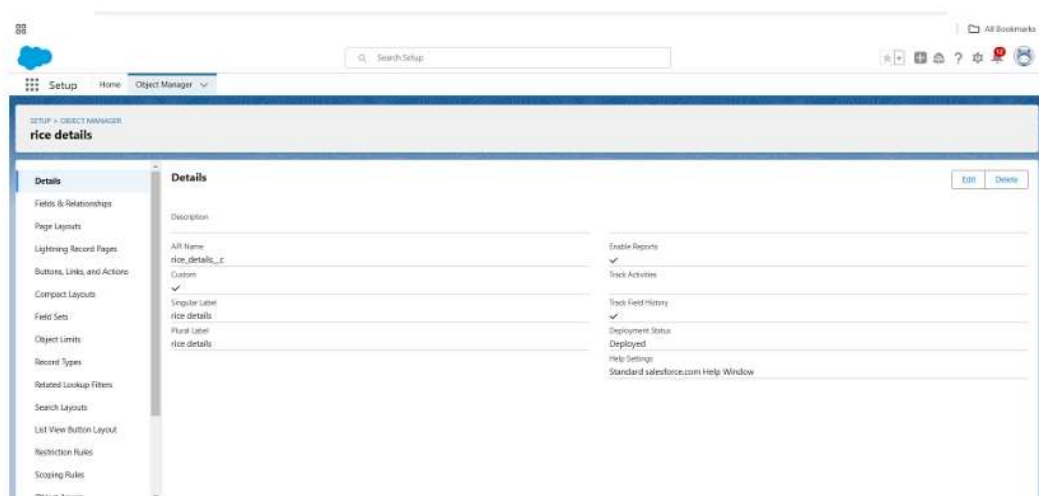 All Bookmarks
Search Setup
Setup Home Object Manager
SETUP > OBJECT MANAGER
rice details
Details
Fields & Relationships
Page Layouts
Lightning Record Pages
Buttons, Links, and Actions
Compact Layouts
Field Sets
Object Limits
Record Types
Related Lookup Filters
Search Layouts
List View Button Layout
Restriction Rules
Scoping Rules
Details
Edit Delete
Description
API Name
rice_details__c
Custom
Singular Label
rice details
Plural Label
rice details
Enable Reports
Track Activities
Track Field History
Deployment Status
Deployed
Help Settings
Standard salesforce.com Help Window